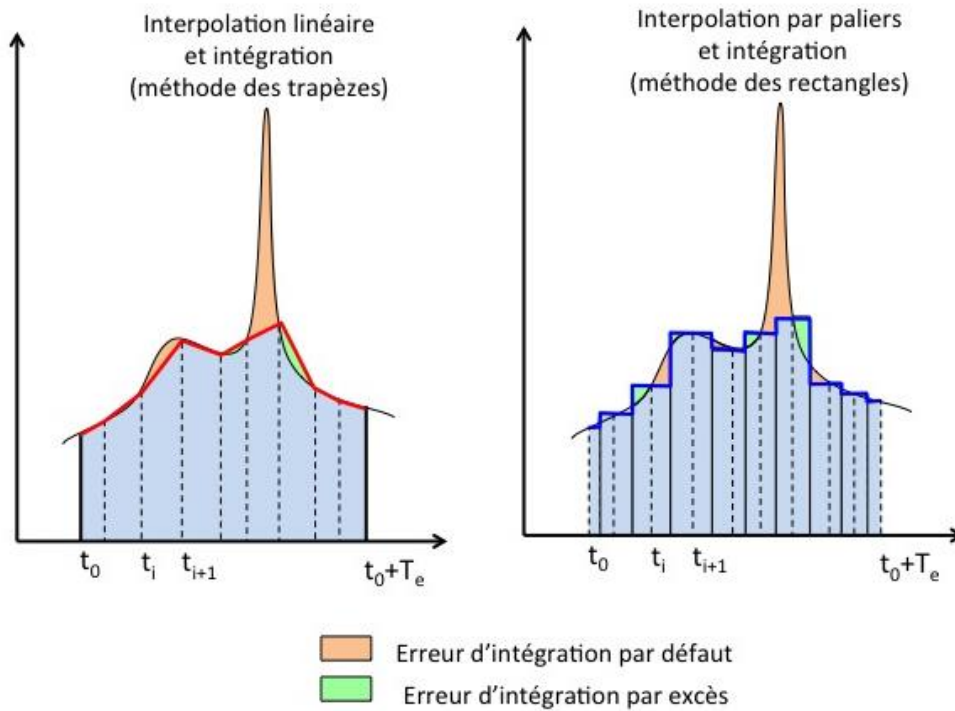 Interpolation linéaire
et intégration
(méthode des trapèzes)
Interpolation par paliers
et intégration
(méthode des rectangles)
t0 ti ti+1 t0+Te
t0 ti ti+1 t0+Te
Erreur d'intégration par défaut
Erreur d'intégration par excès